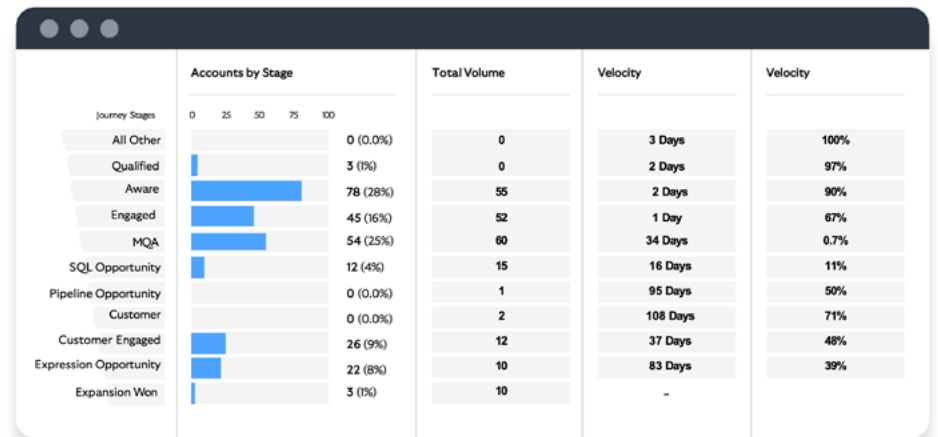 Accounts by Stage Total Volume Velocity Velocity
Journey Stages 0 25 50 75 100
All Other 0 (0.0%) 0 3 Days 100%
Qualified 3 (1%) 0 2 Days 97%
Aware 78 (28%) 55 2 Days 90%
Engaged 45 (16%) 52 1 Day 67%
MQA 54 (25%) 60 34 Days 0.7%
SQL Opportunity 12 (4%) 15 16 Days 11%
Pipeline Opportunity 0 (0.0%) 1 95 Days 50%
Customer 0 (0.0%) 2 108 Days 71%
Customer Engaged 26 (9%) 12 37 Days 48%
Expression Opportunity 22 (8%) 10 83 Days 39%
Expansion Won 3 (1%) 10 --